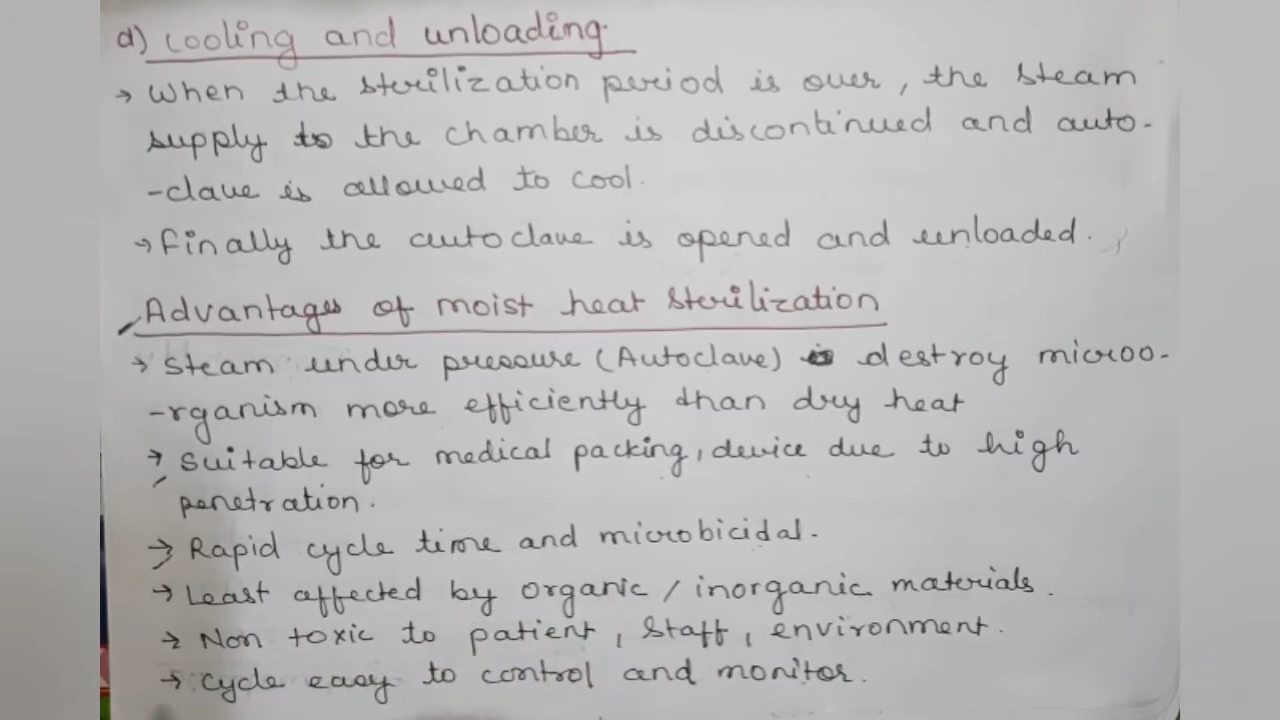 d) cooling and unloading.
→ When the sterilization period is over, the steam
supply to the chamber is discontinued and auto-
-clave is allowed to cool.
→ Finally the autoclave is opened and unloaded.
Advantages of moist heat sterilization
→ Steam under pressure (Autoclave) destroy microo-
-rganism more efficiently than dry heat
→ Suitable for medical packing, device due to high
penetration.
→ Rapid cycle time and microbicidal.
→ Least affected by organic / inorganic materials.
→ Non toxic to patient, staff, environment.
→ Cycle easy to control and monitor.